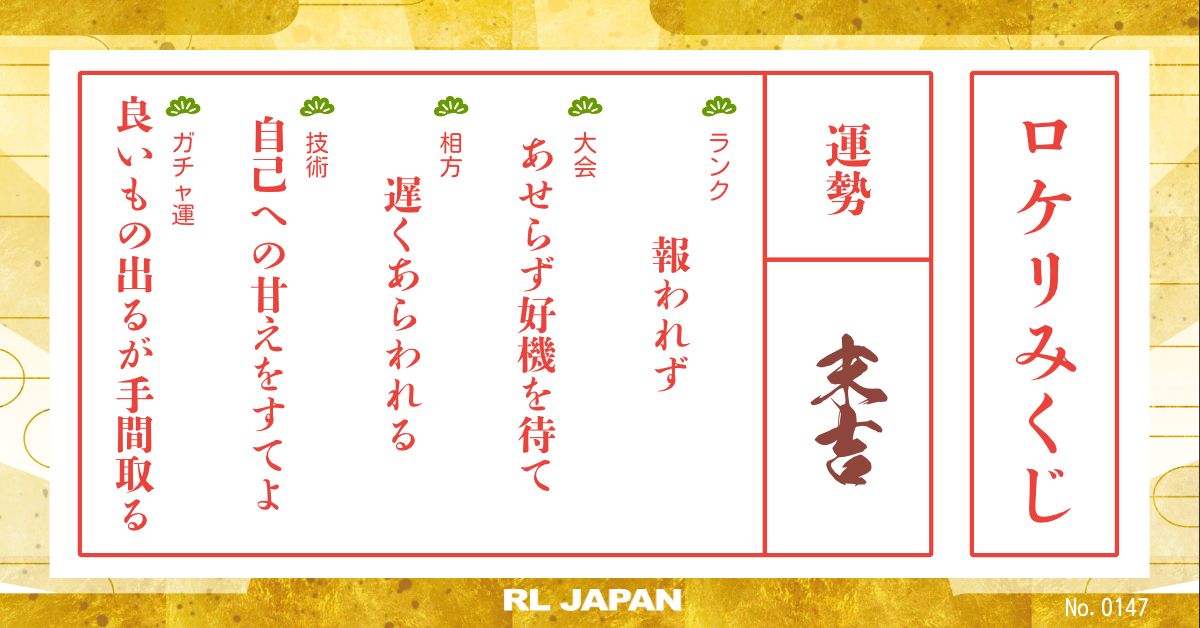 ロケリみくじ
運勢
末吉
ランク
報われず
大会
あせらず好機を待て
相方
遅くあらわれる
技術
自己への甘えをすてよ
ガチャ運
良いもの出るが手間取る
RL JAPAN
No. 0147